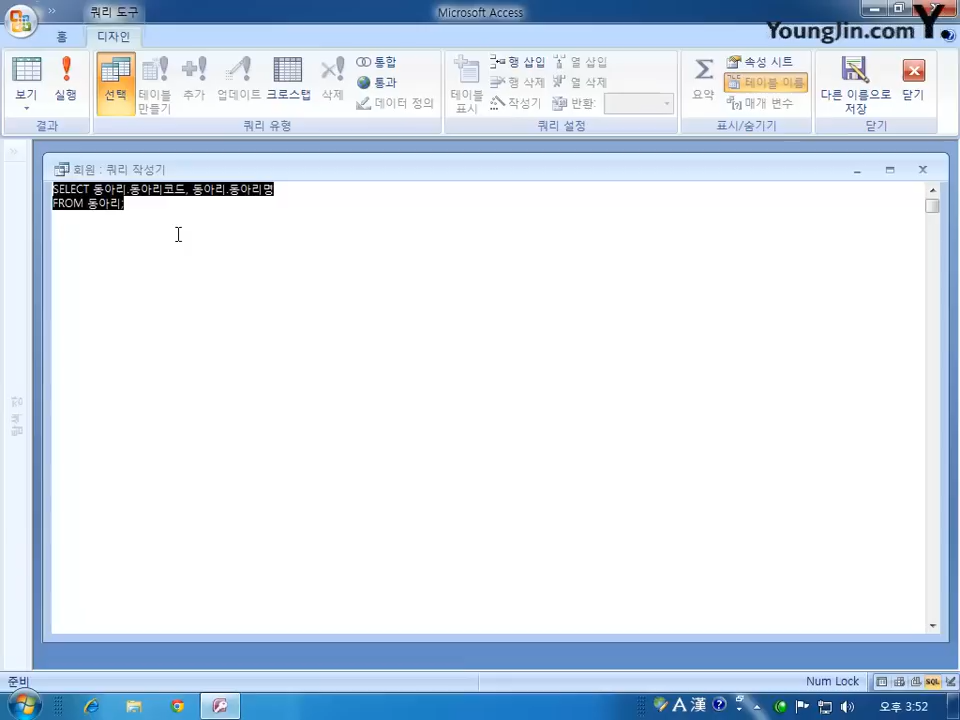 쿼리 도구
Microsoft Access
YoungJin.com Y
홈
디자인
보기
실행
선택
테이블
만들기
추가
업데이트
크로스탭
삭제
통합
통과
데이터 정의
테이블
표시
행 삽입
행 삭제
작성기
열 삽입
열 삭제
반환:
요약
속성 시트
테이블 이름
매개 변수
다른 이름으로
저장
닫기
결과
쿼리 유형
쿼리 설정
표시/숨기기
닫기
회원 : 쿼리 작성기
SELECT 동아리.동아리코드, 동아리.동아리명
FROM 동아리;
탐색 창
준비
Num Lock
SQL
A 漢
오후 3:52